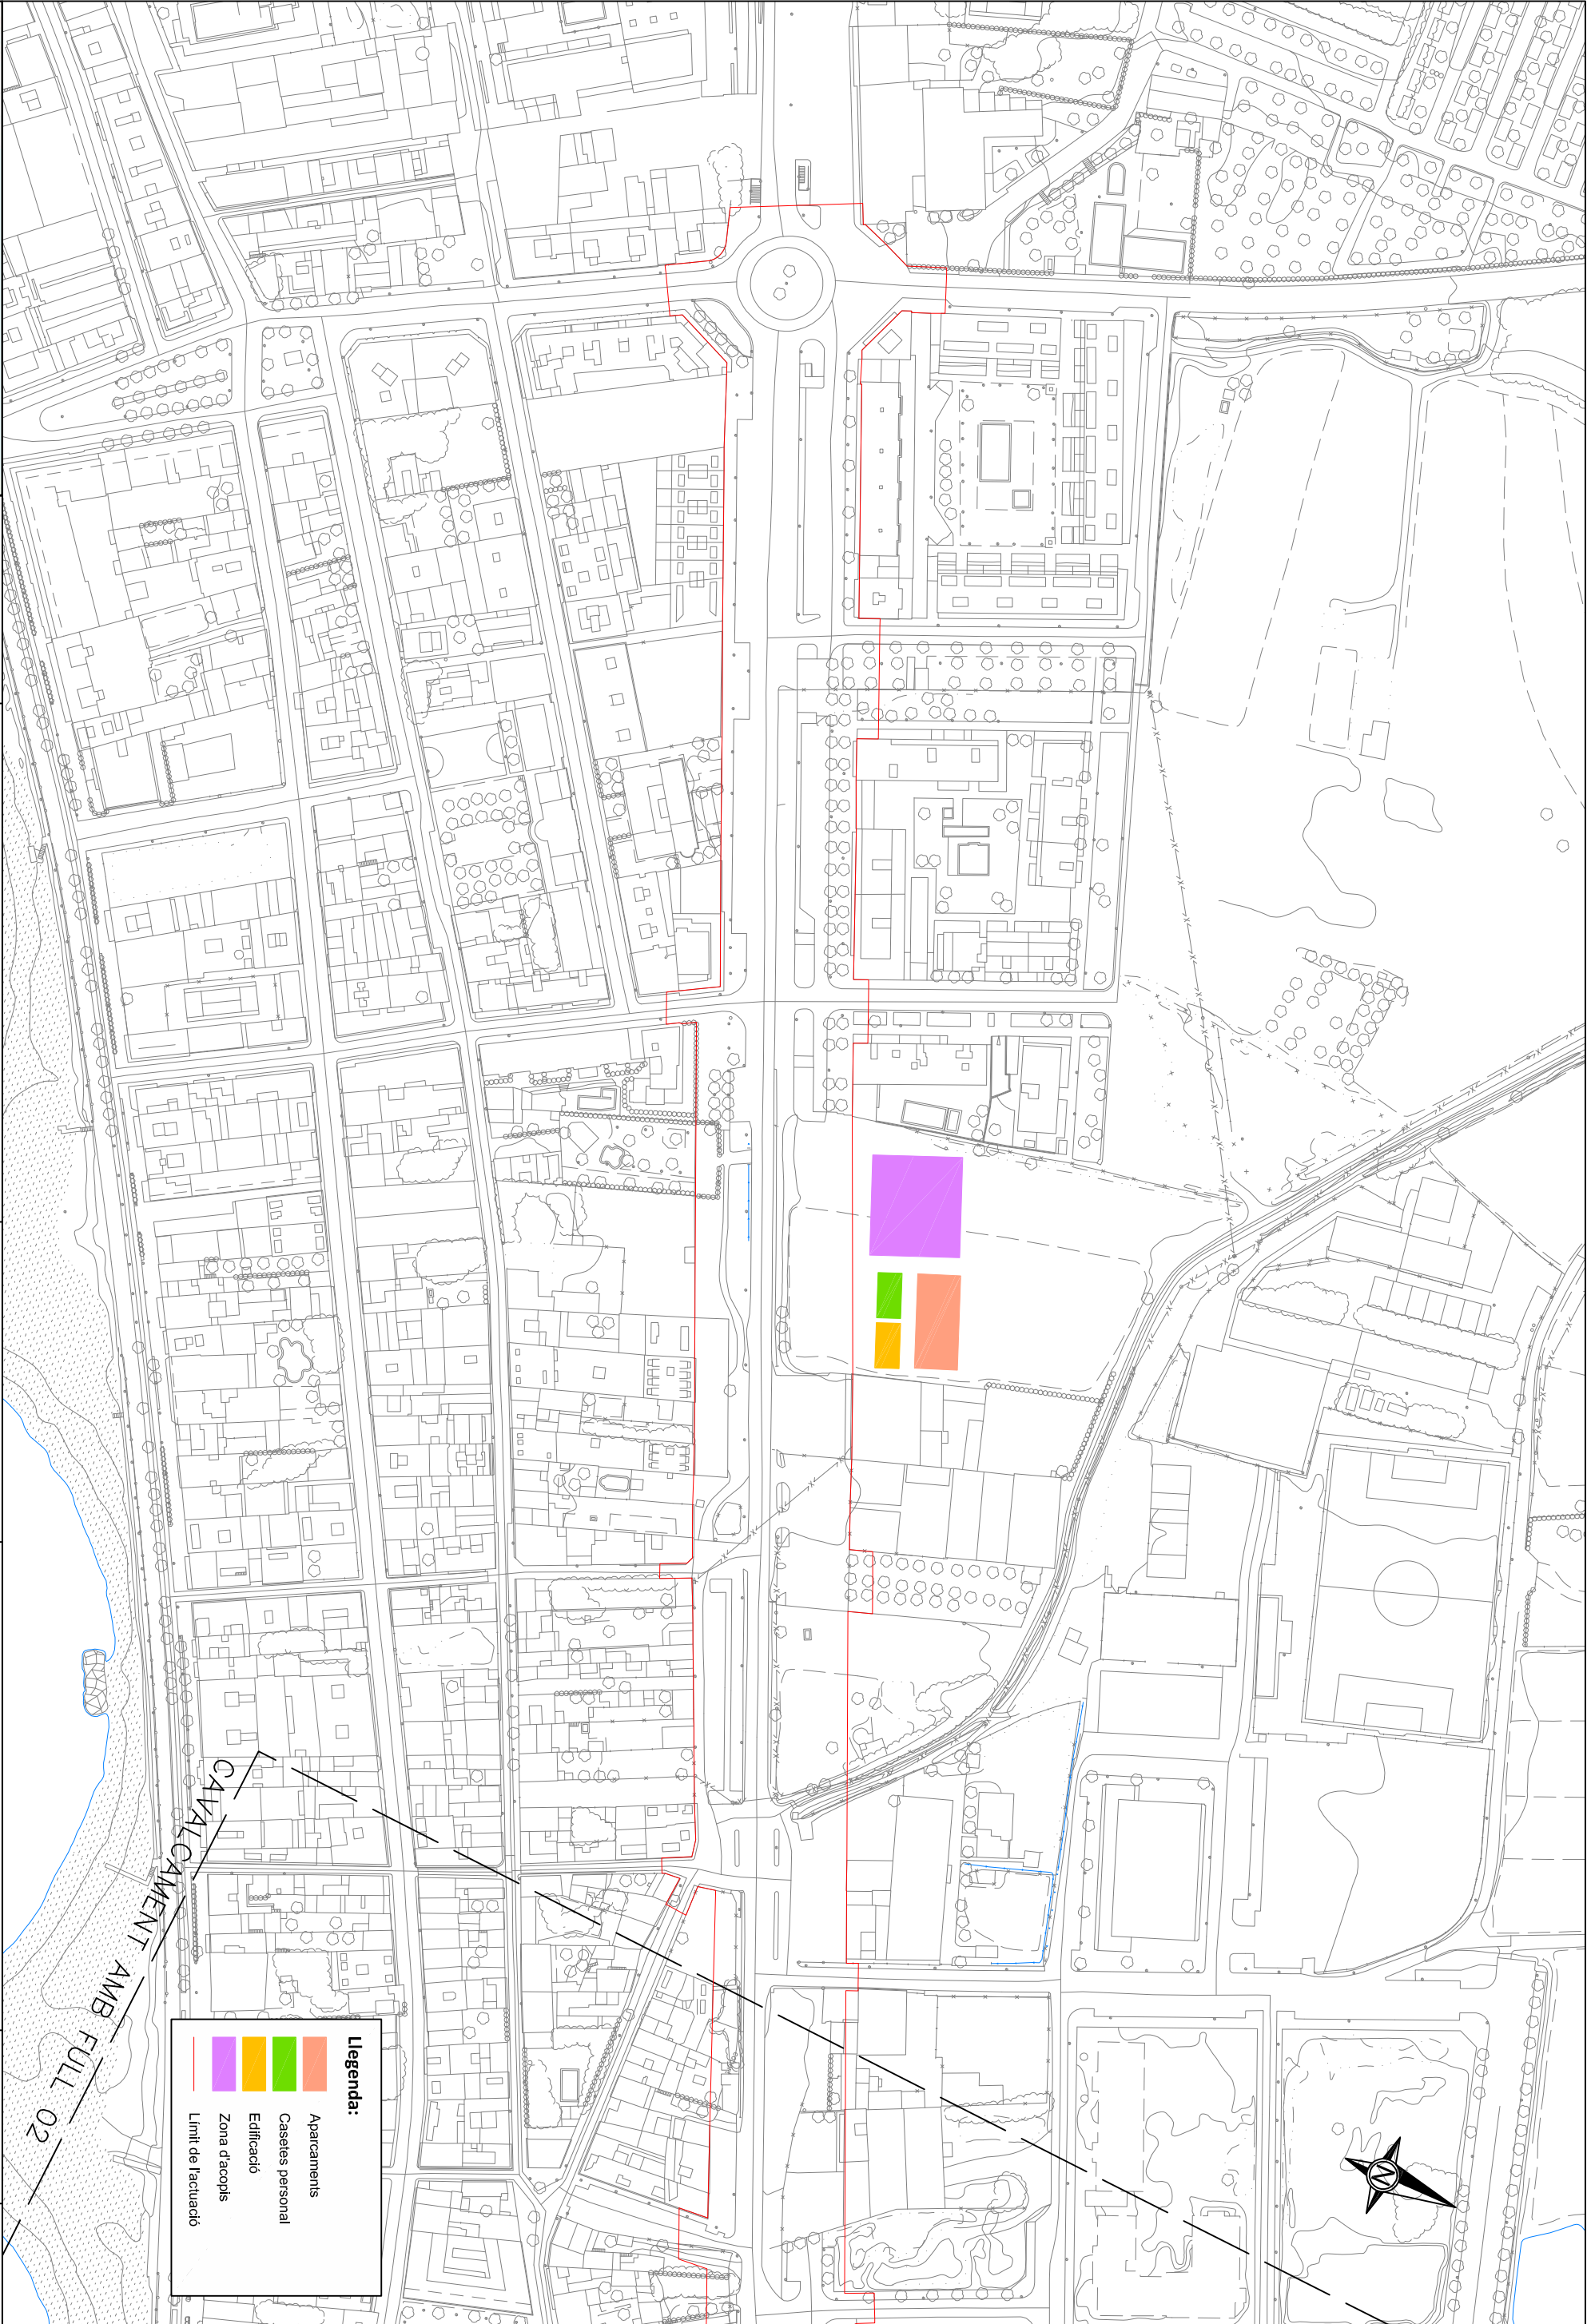 CAVALCAMENT AMB FULL 02
Llegenda:
Aparcaments
Casetes personal
Edificació
Zona d'acopis
Límit de l'actuació
N